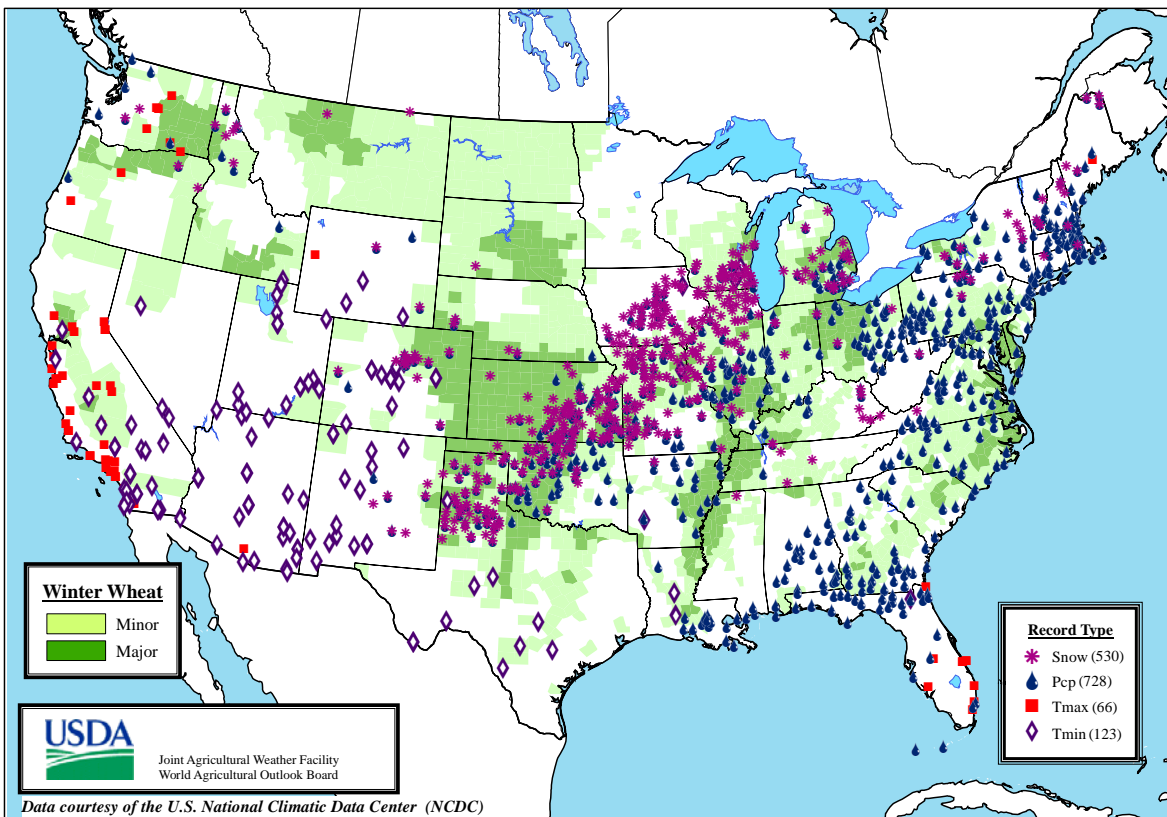 Winter Wheat
Minor
Major
Record Type
Snow (530)
Pcp (728)
Tmax (66)
Tmin (123)
USDA
Joint Agricultural Weather Facility
World Agricultural Outlook Board
Data courtesy of the U.S. National Climatic Data Center (NCDC)